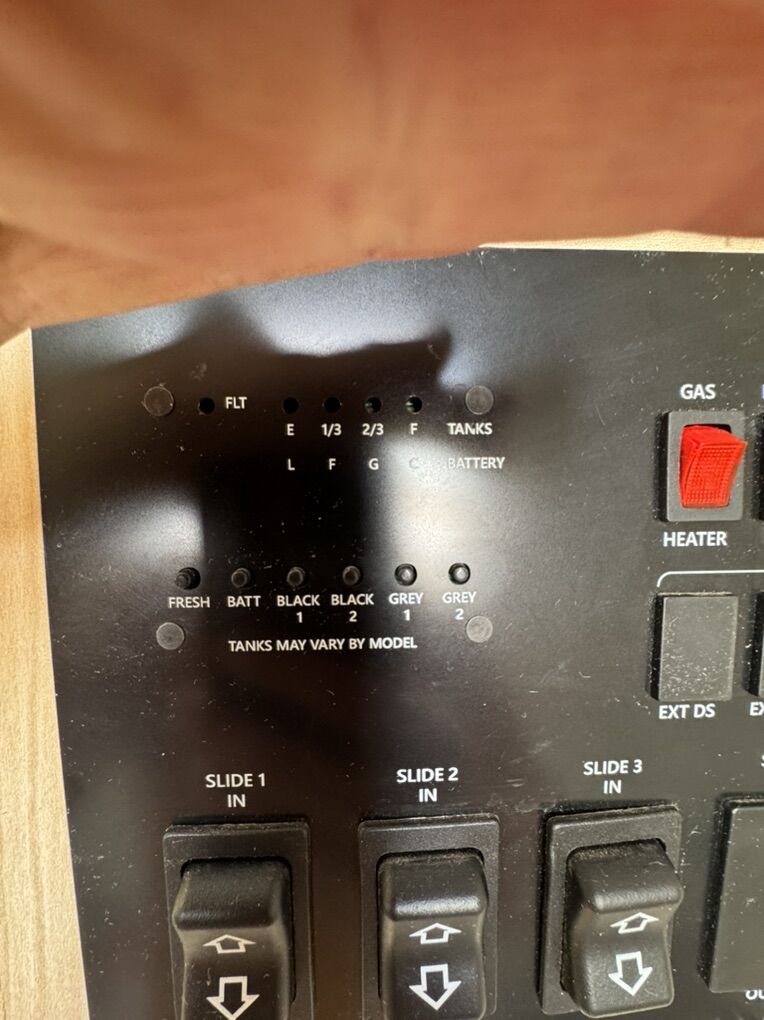 FLT
E 1/3 2/3 F TANKS
L F G C BATTERY
FRESH BATT BLACK 1 BLACK 2 GREY 1 GREY 2
TANKS MAY VARY BY MODEL
GAS
HEATER
EXT DS
SLIDE 1
IN
SLIDE 2
IN
SLIDE 3
IN